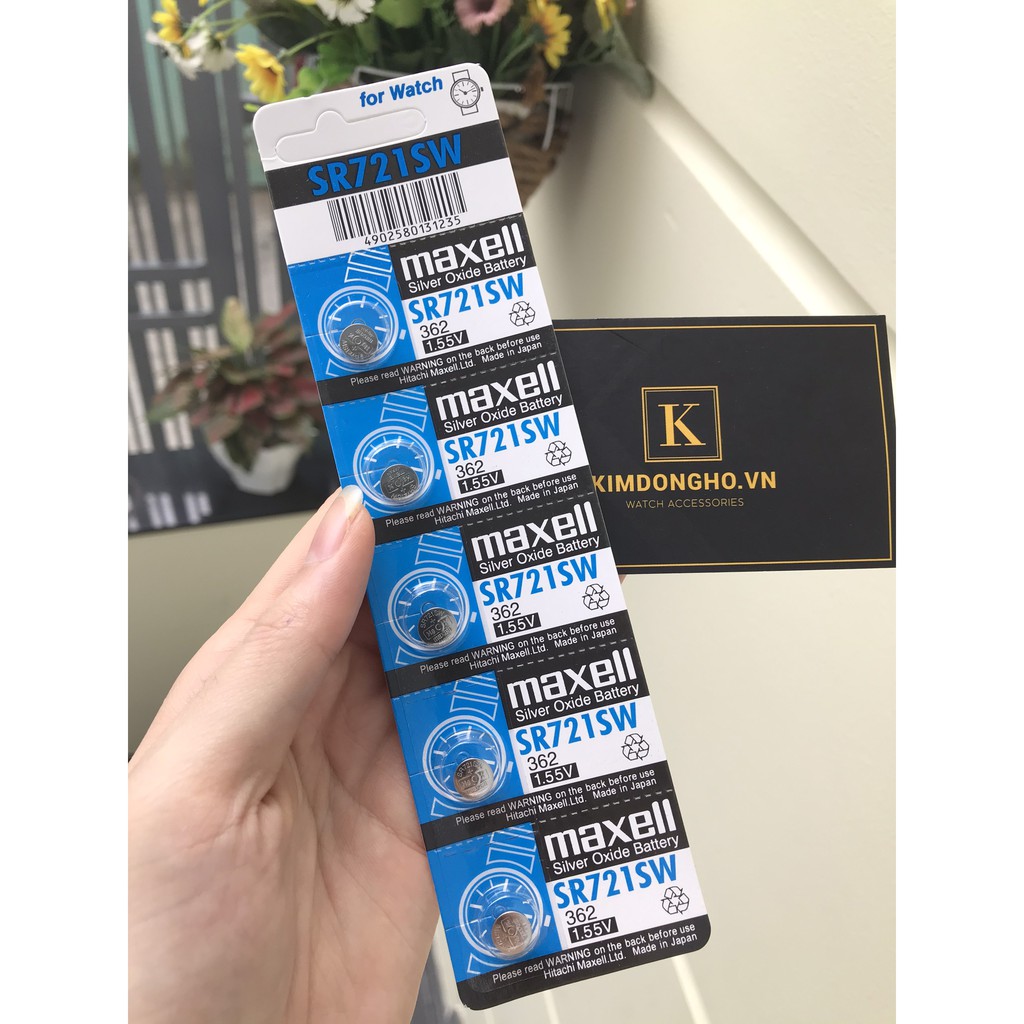 for Watch
SR721SW
4902580131235
maxell
Silver Oxide Battery
SR721SW
362
1.55V
Please read WARNING on the back before use
Hitachi Maxell.Ltd. Made in Japan
maxell
Silver Oxide Battery
SR721SW
362
1.55V
Please read WARNING on the back before use
Hitachi Maxell.Ltd. Made in Japan
maxell
Silver Oxide Battery
SR721SW
362
1.55V
Please read WARNING on the back before use
Hitachi Maxell.Ltd. Made in Japan
maxell
Silver Oxide Battery
SR721SW
362
1.55V
Please read WARNING on the back before use
Hitachi Maxell.Ltd. Made in Japan
maxell
Silver Oxide Battery
SR721SW
362
1.55V
Please read WARNING on the back before use
Hitachi Maxell.Ltd. Made in Japan
K
KIMDONGHO.VN
WATCH ACCESSORIES